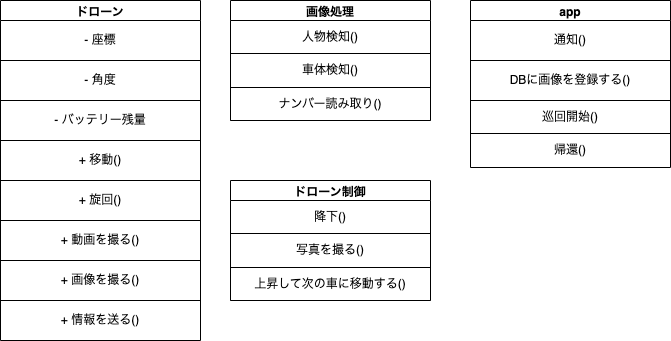 ドローン
- 座標
- 角度
- バッテリー残量
+ 移動()
+ 旋回()
+ 動画を撮る()
+ 画像を撮る()
+ 情報を送る()
画像処理
人物検知()
車体検知()
ナンバー読み取り()
ドローン制御
降下()
写真を撮る()
上昇して次の車に移動する()
app
通知()
DBに画像を登録する()
巡回開始()
帰還()